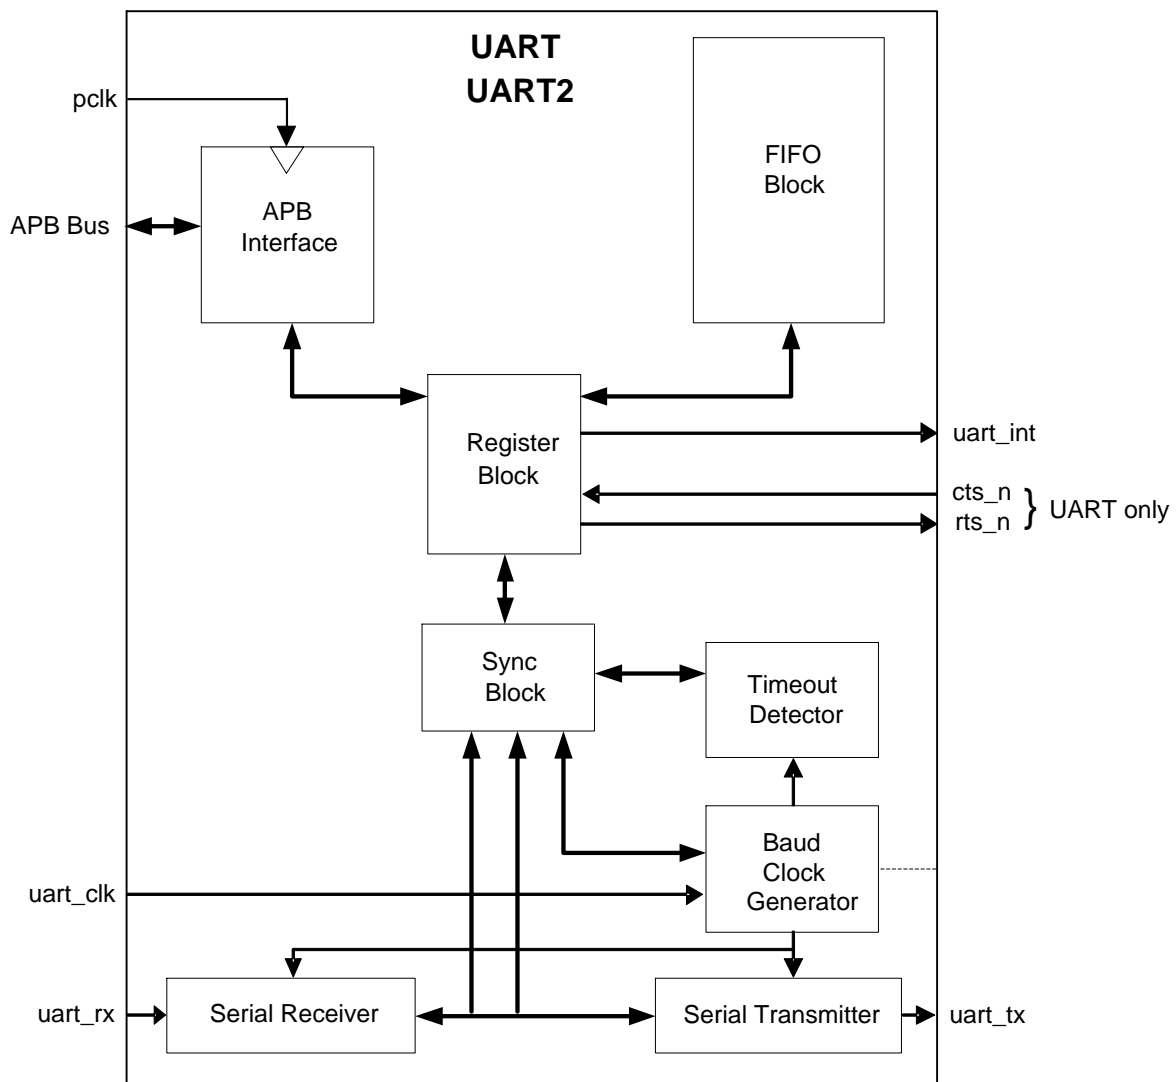 UART
UART2
pclk
FIFO
Block
APB
Interface
APB Bus
Register
Block
uart_int
cts_n
rts_n
} UART only
Sync
Block
Timeout
Detector
Baud
Clock
Generator
uart_clk
uart_rx
Serial Receiver
Serial Transmitter
uart_tx